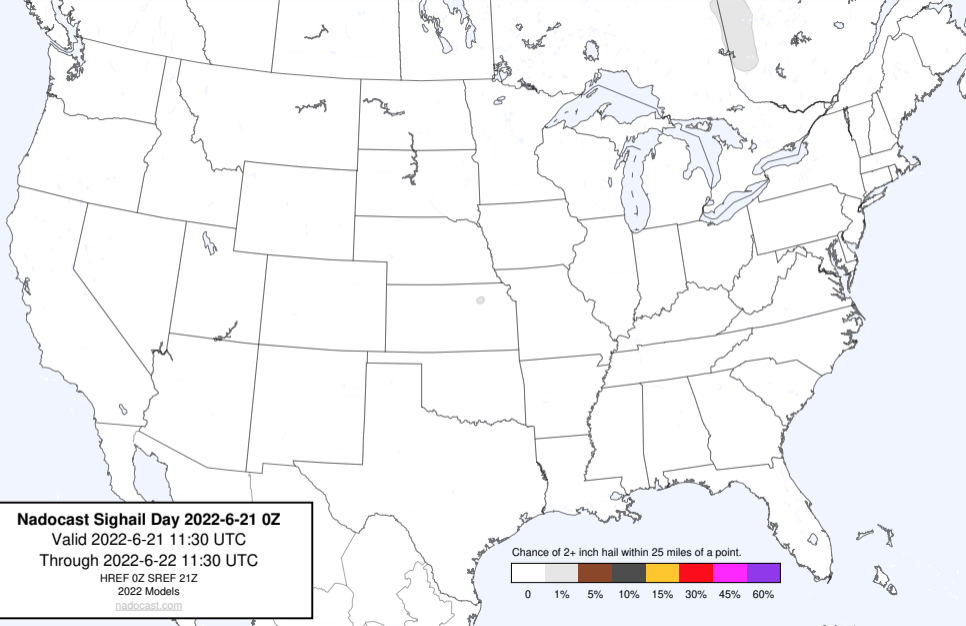 Nadocast Sighail Day 2022-6-21 0Z
Valid 2022-6-21 11:30 UTC
Through 2022-6-22 11:30 UTC
HREF 0Z SREF 21Z
2022 Models
nadocast.com
Chance of 2+ inch hail within 25 miles of a point.
0 1% 5% 10% 15% 30% 45% 60%